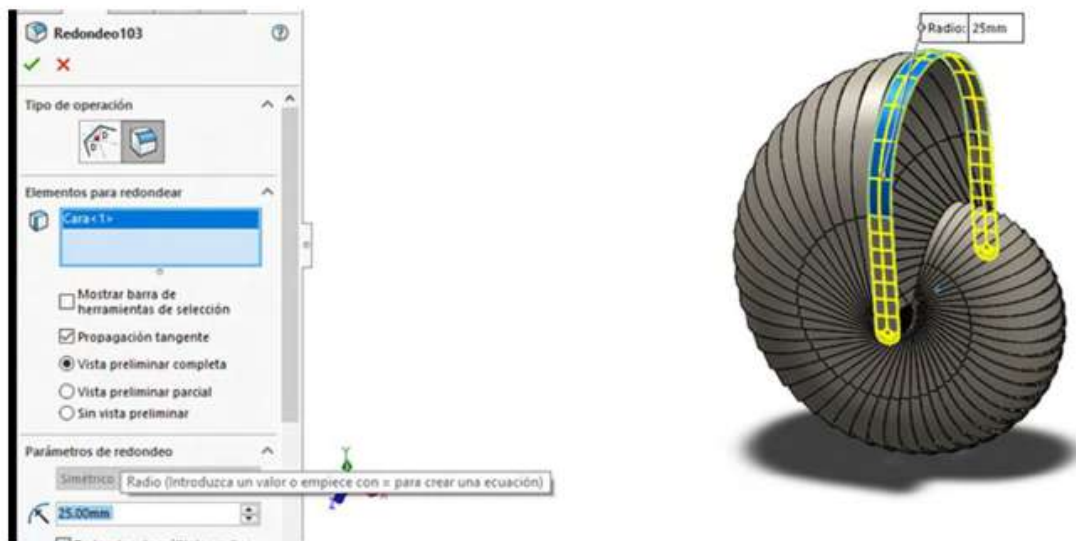 Redondeo103
Tipo de operación
Elementos para redondear
Cara<1>
Mostrar barra de
herramientas de selección
Propagación tangente
Vista preliminar completa
Vista preliminar parcial
Sin vista preliminar
Parámetros de redondeo
Simétrico
Radio (Introduzca un valor o empiece con = para crear una ecuación)
25.00mm
Radio: 25mm
Y